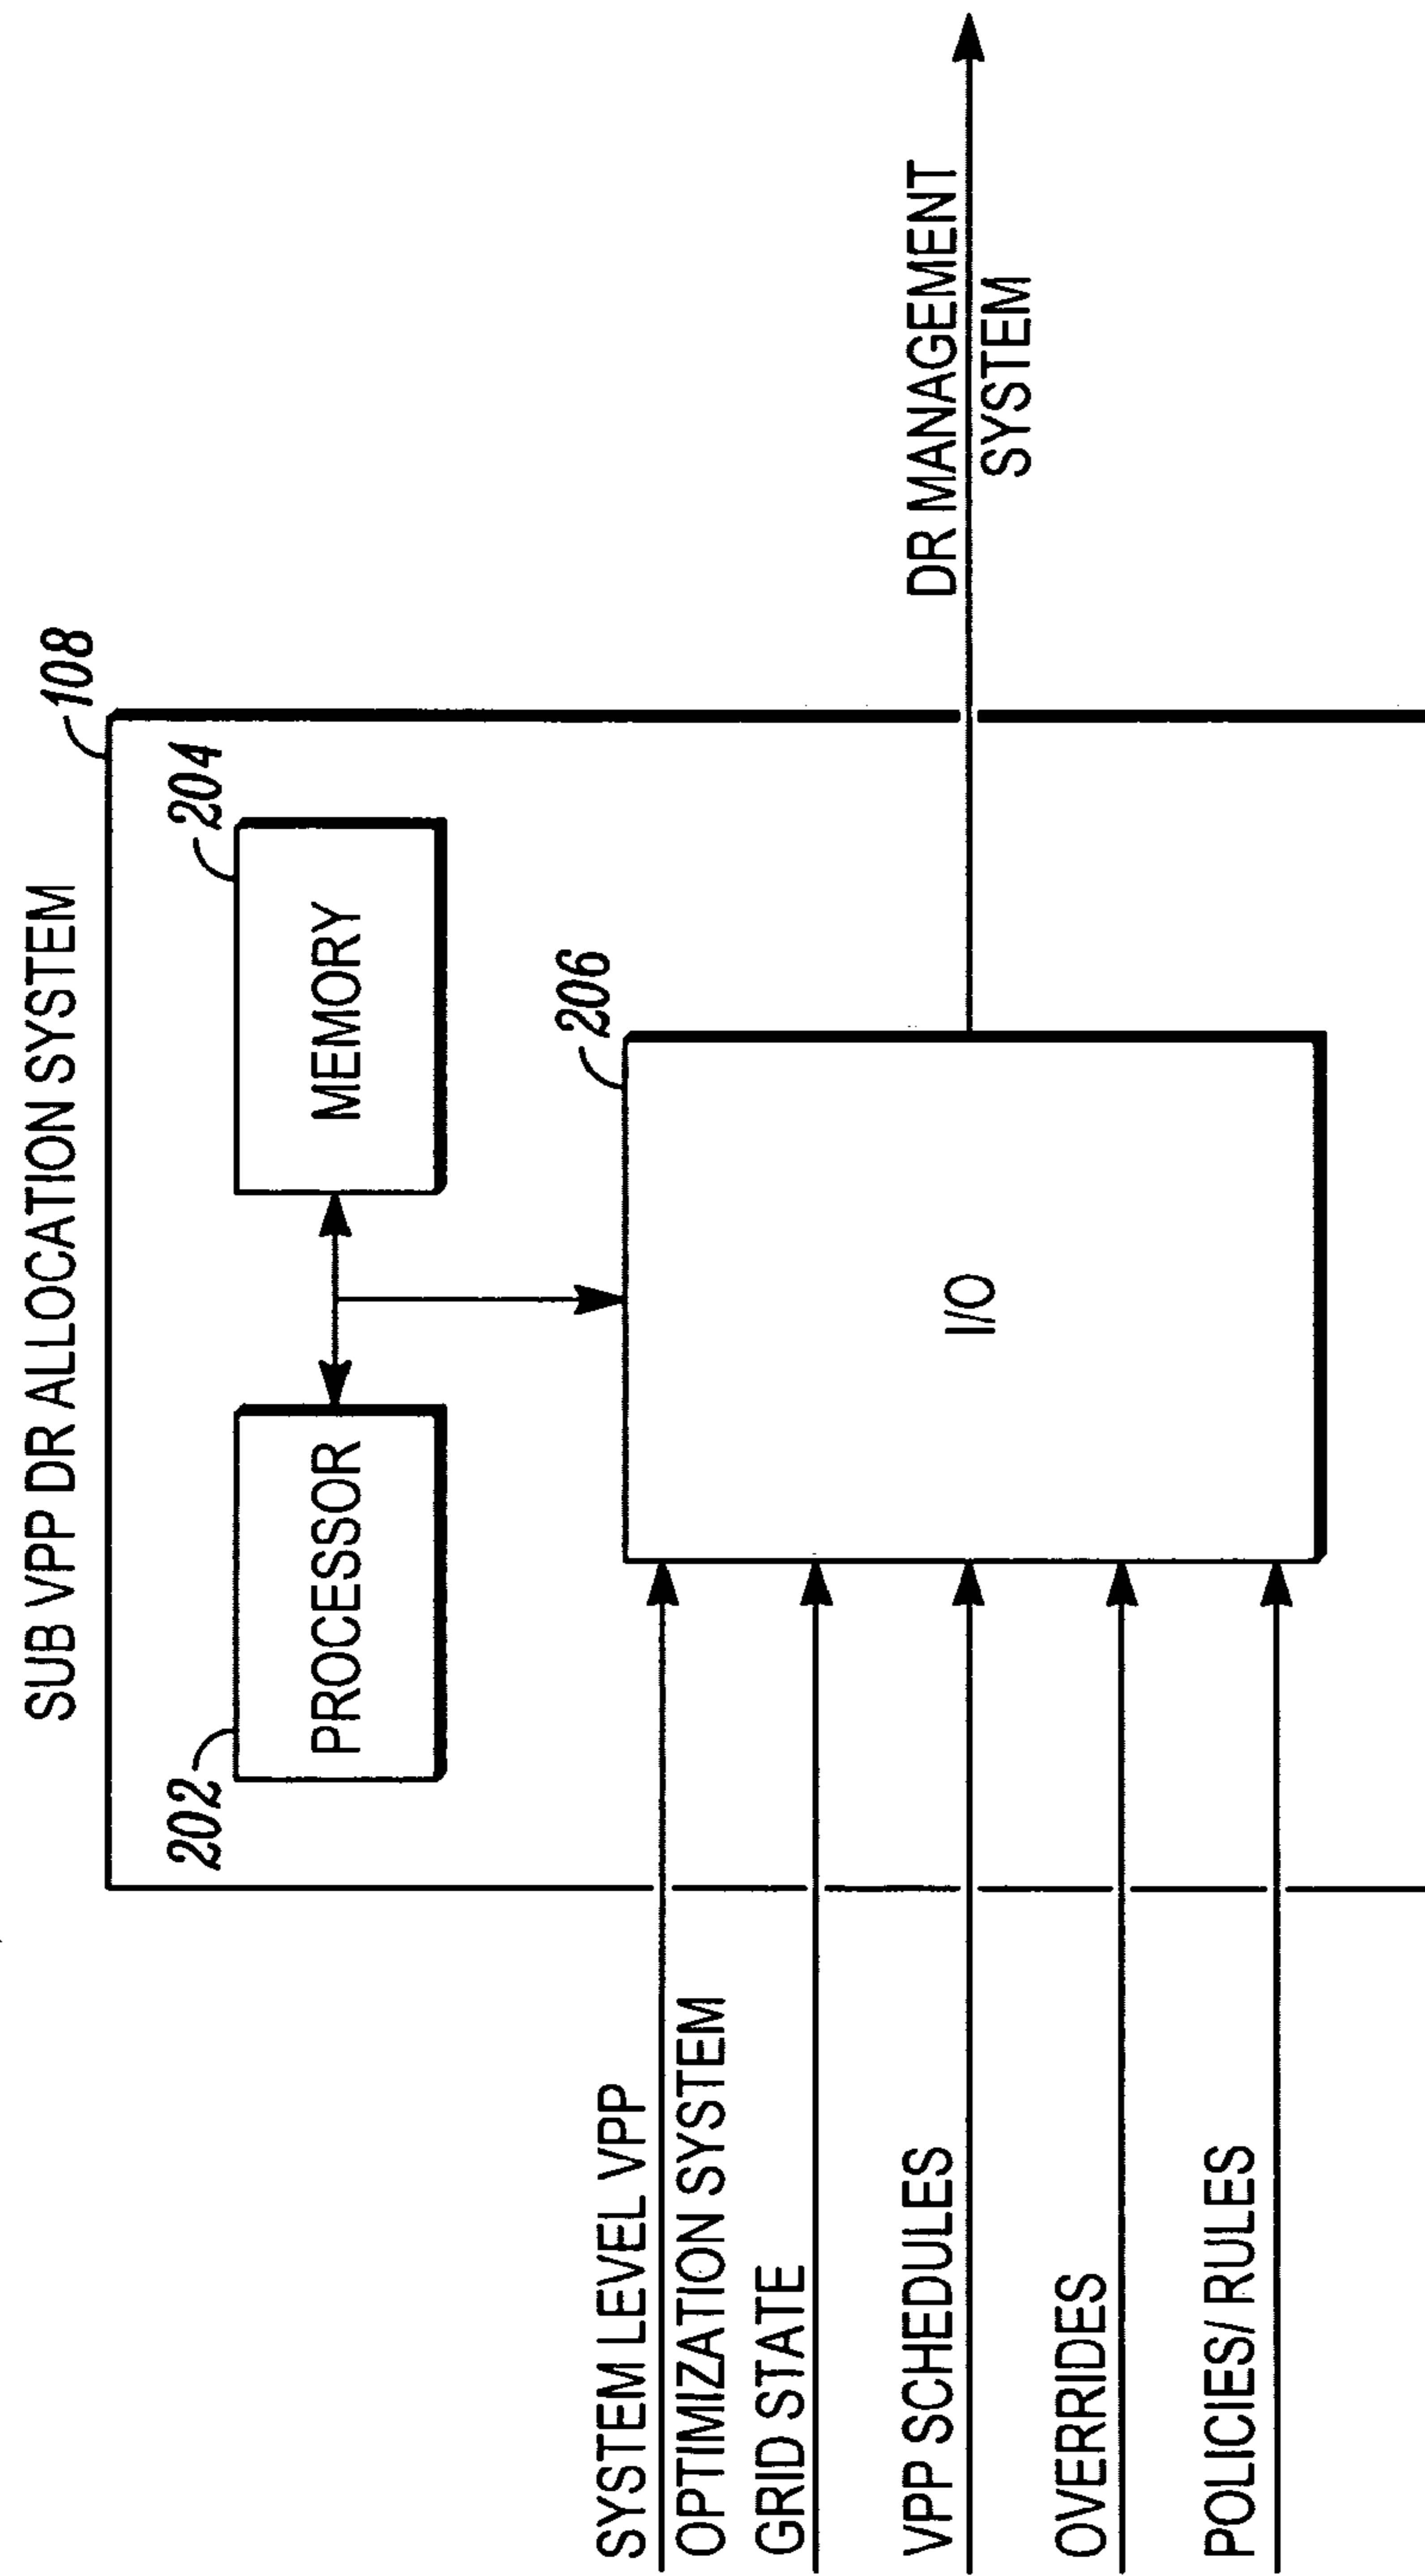 SUB VPP DR ALLOCATION SYSTEM
108
202
204
PROCESSOR
MEMORY
206
SYSTEM LEVEL VPP
OPTIMIZATION SYSTEM
GRID STATE
VPP SCHEDULES
OVERRIDES
POLICIES/ RULES
I/O
DR MANAGEMENT
SYSTEM